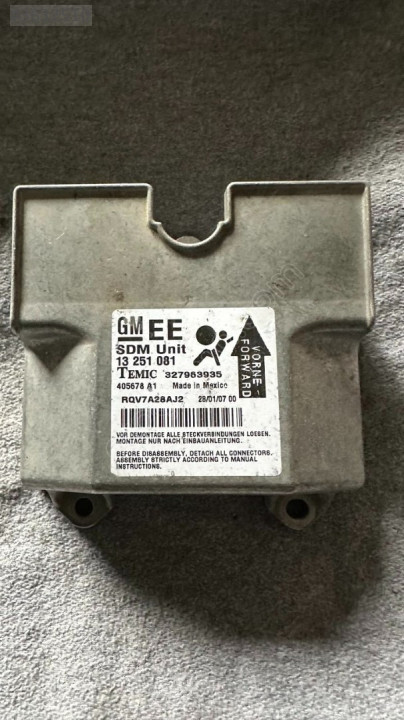 GM EE
SDM Unit
13 251 081
TEMIC 327963935
405678 A1 Made in Mexico
RQV7A28AJ2 28/01/07 00
VORNE-
FORWARD
VOR DEMONTAGE ALLE STECKVERBINDUNGEN LOESEN.
MONTAGE NUR NACH EINBAUANLEITUNG.
BEFORE DISASSEMBLY, DETACH ALL CONNECTORS.
ASSEMBLY STRICTLY ACCORDING TO MANUAL
INSTRUCTIONS.